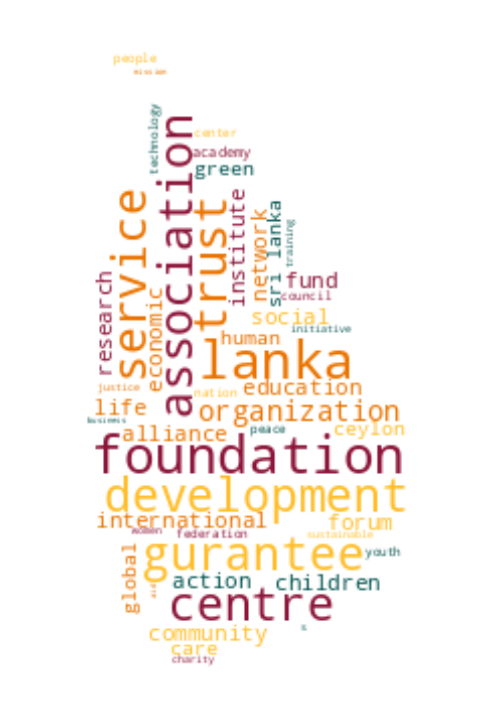 people
mission
technology
association
center
academy
green
service
trust
institute
network
sri lanka
training
research
economic
fund
council
social
initiative
human
lanka
justice
nation
education
life
organization
business
alliance
peace
ceylon
foundation
development
international
forum
women
federation
sustainable
global
gurantee
youth
aid
action
children
centre
s
community
care
charity